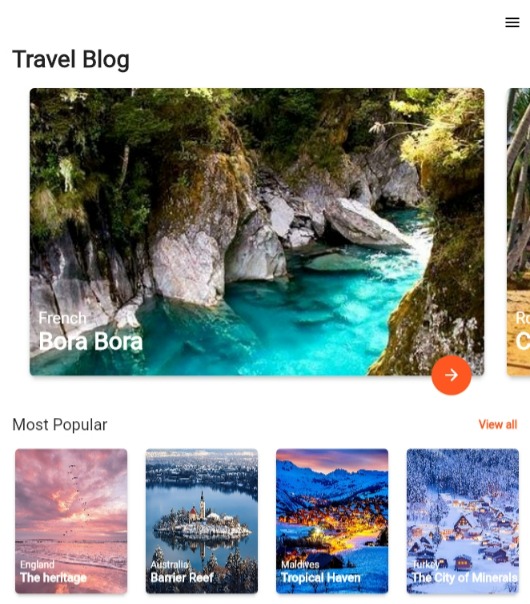 Travel Blog
French
Bora Bora
Most Popular
View all
England
The heritage
Australia
Barrier Reef
Maldives
Tropical Haven
Turkey
The City of Minerals